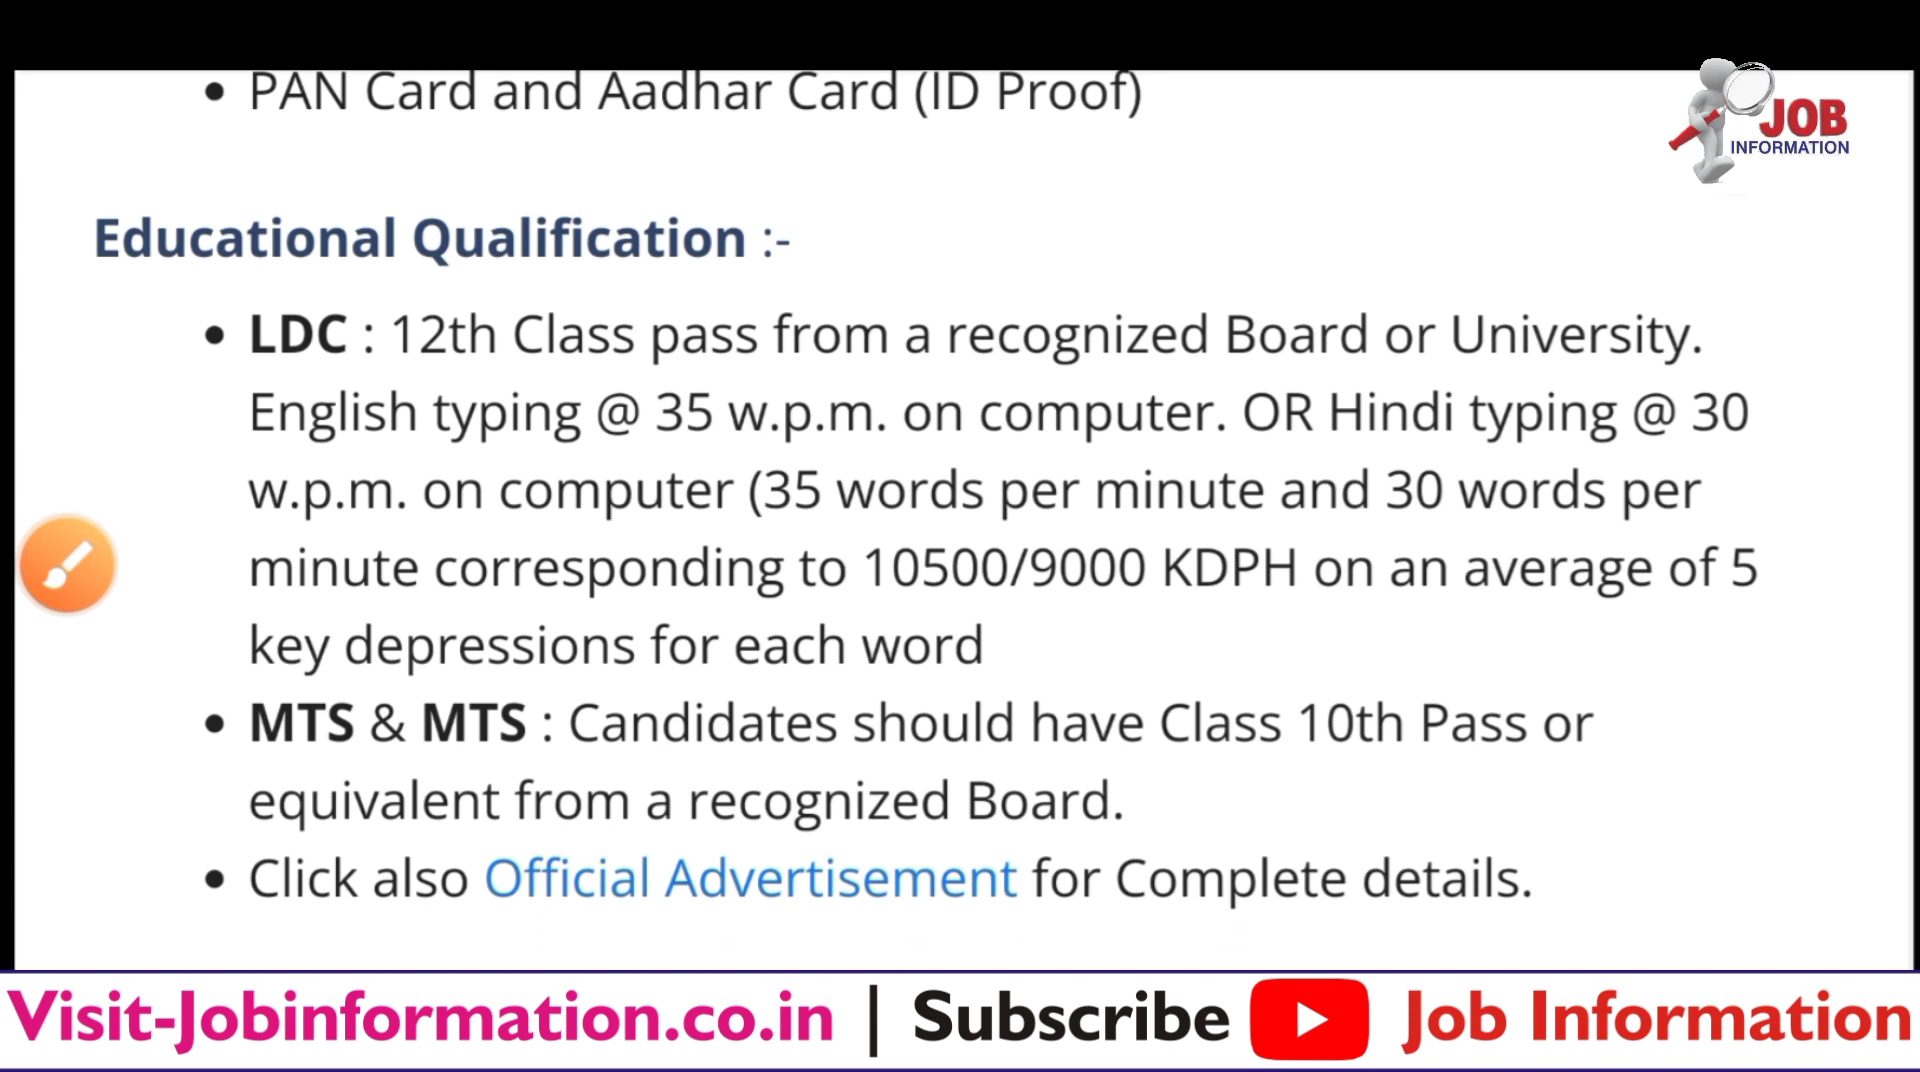 • PAN Card and Aadhar Card (ID Proof)
JOB
INFORMATION
Educational Qualification :-
• LDC : 12th Class pass from a recognized Board or University.
English typing @ 35 w.p.m. on computer. OR Hindi typing @ 30
w.p.m. on computer (35 words per minute and 30 words per
minute corresponding to 10500/9000 KDPH on an average of 5
key depressions for each word
• MTS & MTS : Candidates should have Class 10th Pass or
equivalent from a recognized Board.
• Click also Official Advertisement for Complete details.
Visit-Jobinformation.co.in | Subscribe Job Information